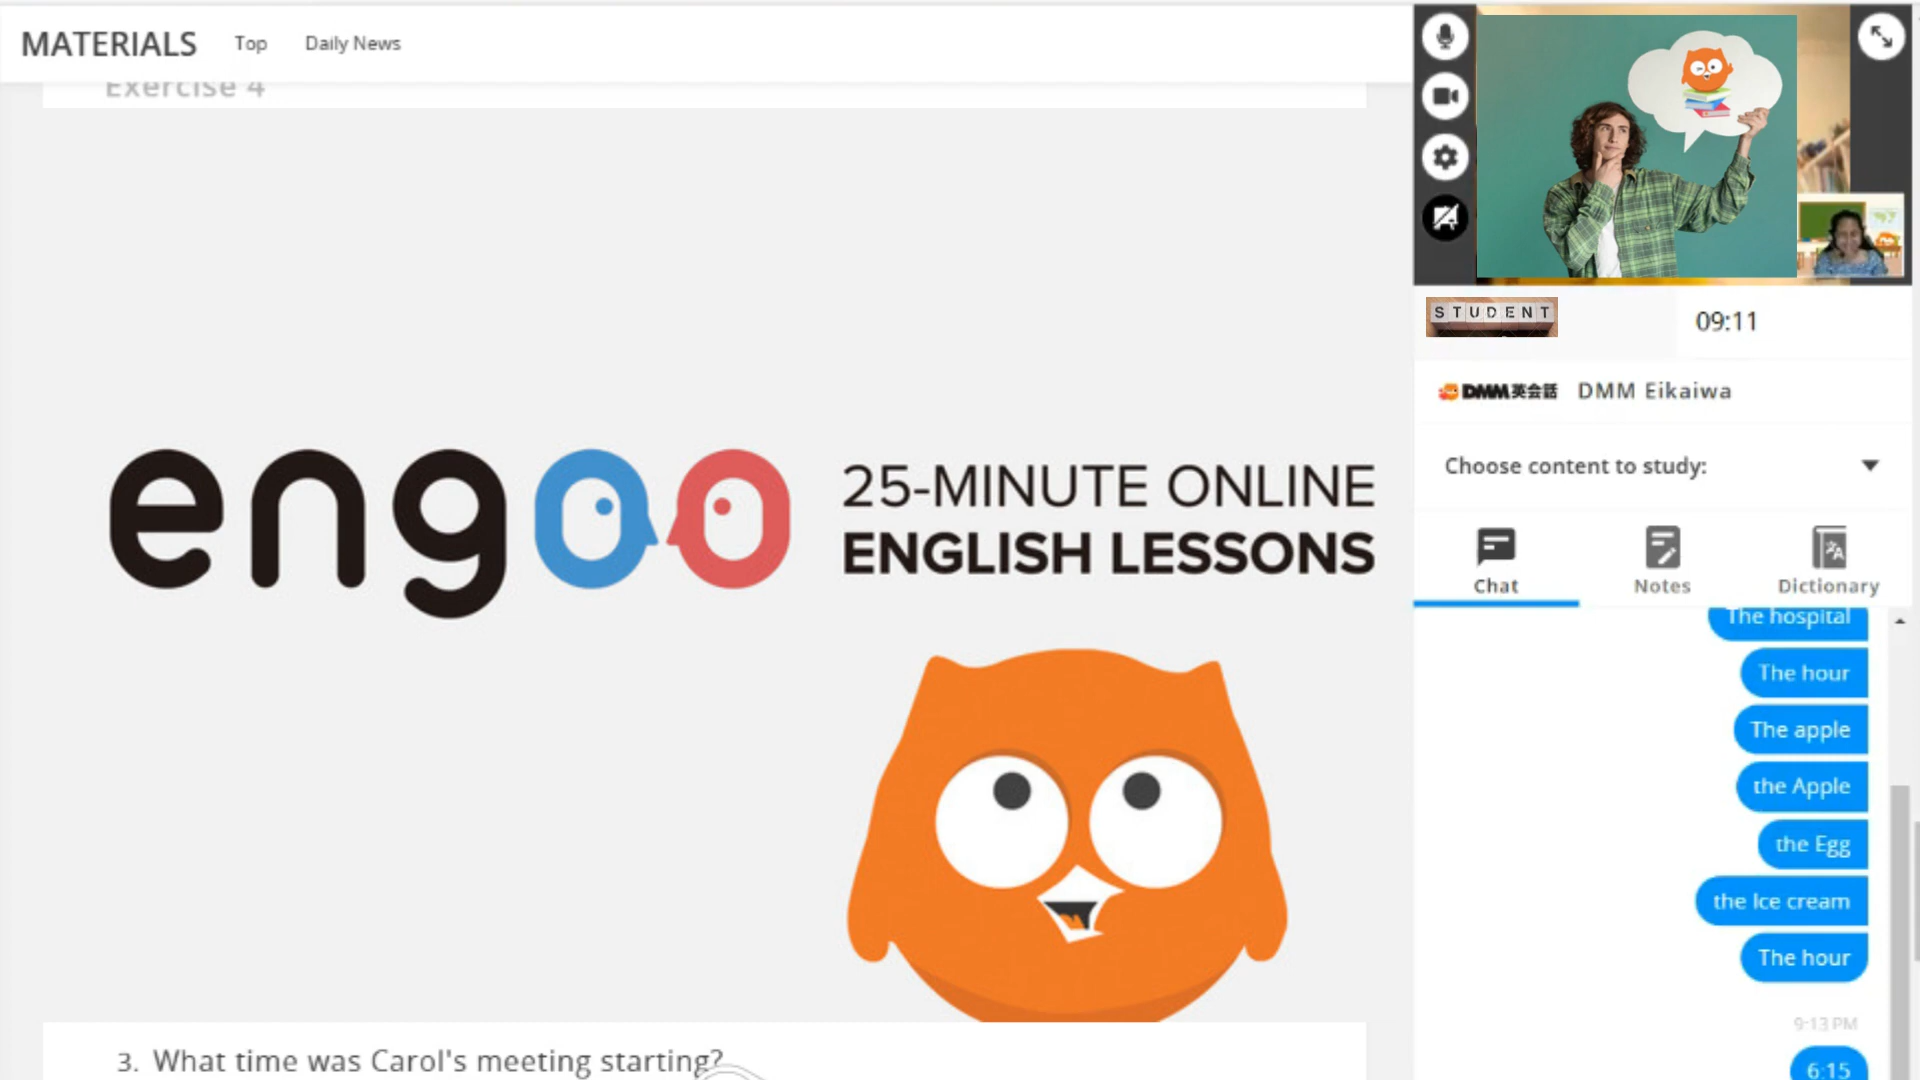 MATERIALS Top Daily News
Exercise 4
engoo
25-MINUTE ONLINE
ENGLISH LESSONS
3. What time was Carol's meeting starting?
STUDENT
09:11
DMM英会話 DMM Eikaiwa
Choose content to study:
Chat Notes Dictionary
The hospital
The hour
The apple
the Apple
the Egg
the Ice cream
The hour
9:13 PM
6:15